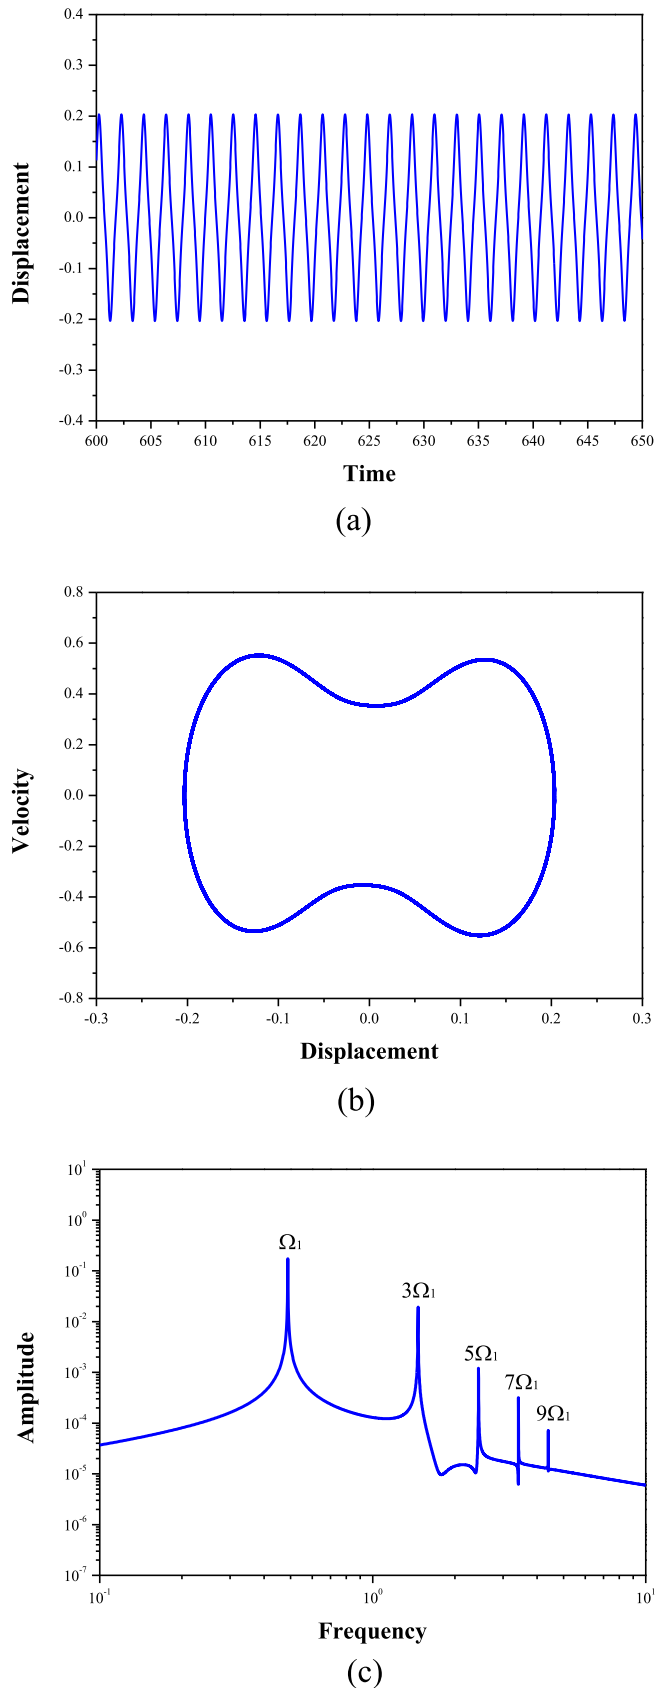 0.4
0.3
0.2
0.1
0.0
-0.1
-0.2
-0.3
-0.4
Displacement
600 605 610 615 620 625 630 635 640 645 650
Time
(a)
0.8
0.6
0.4
0.2
0.0
-0.2
-0.4
-0.6
-0.8
Velocity
-0.3 -0.2 -0.1 0.0 0.1 0.2 0.3
Displacement
(b)
10¹
10⁰
10⁻¹
10⁻²
10⁻³
10⁻⁴
10⁻⁵
10⁻⁶
10⁻⁷
Amplitude
Ω₁
3Ω₁
5Ω₁
7Ω₁
9Ω₁
10⁻¹ 10⁰ 10¹
Frequency
(c)